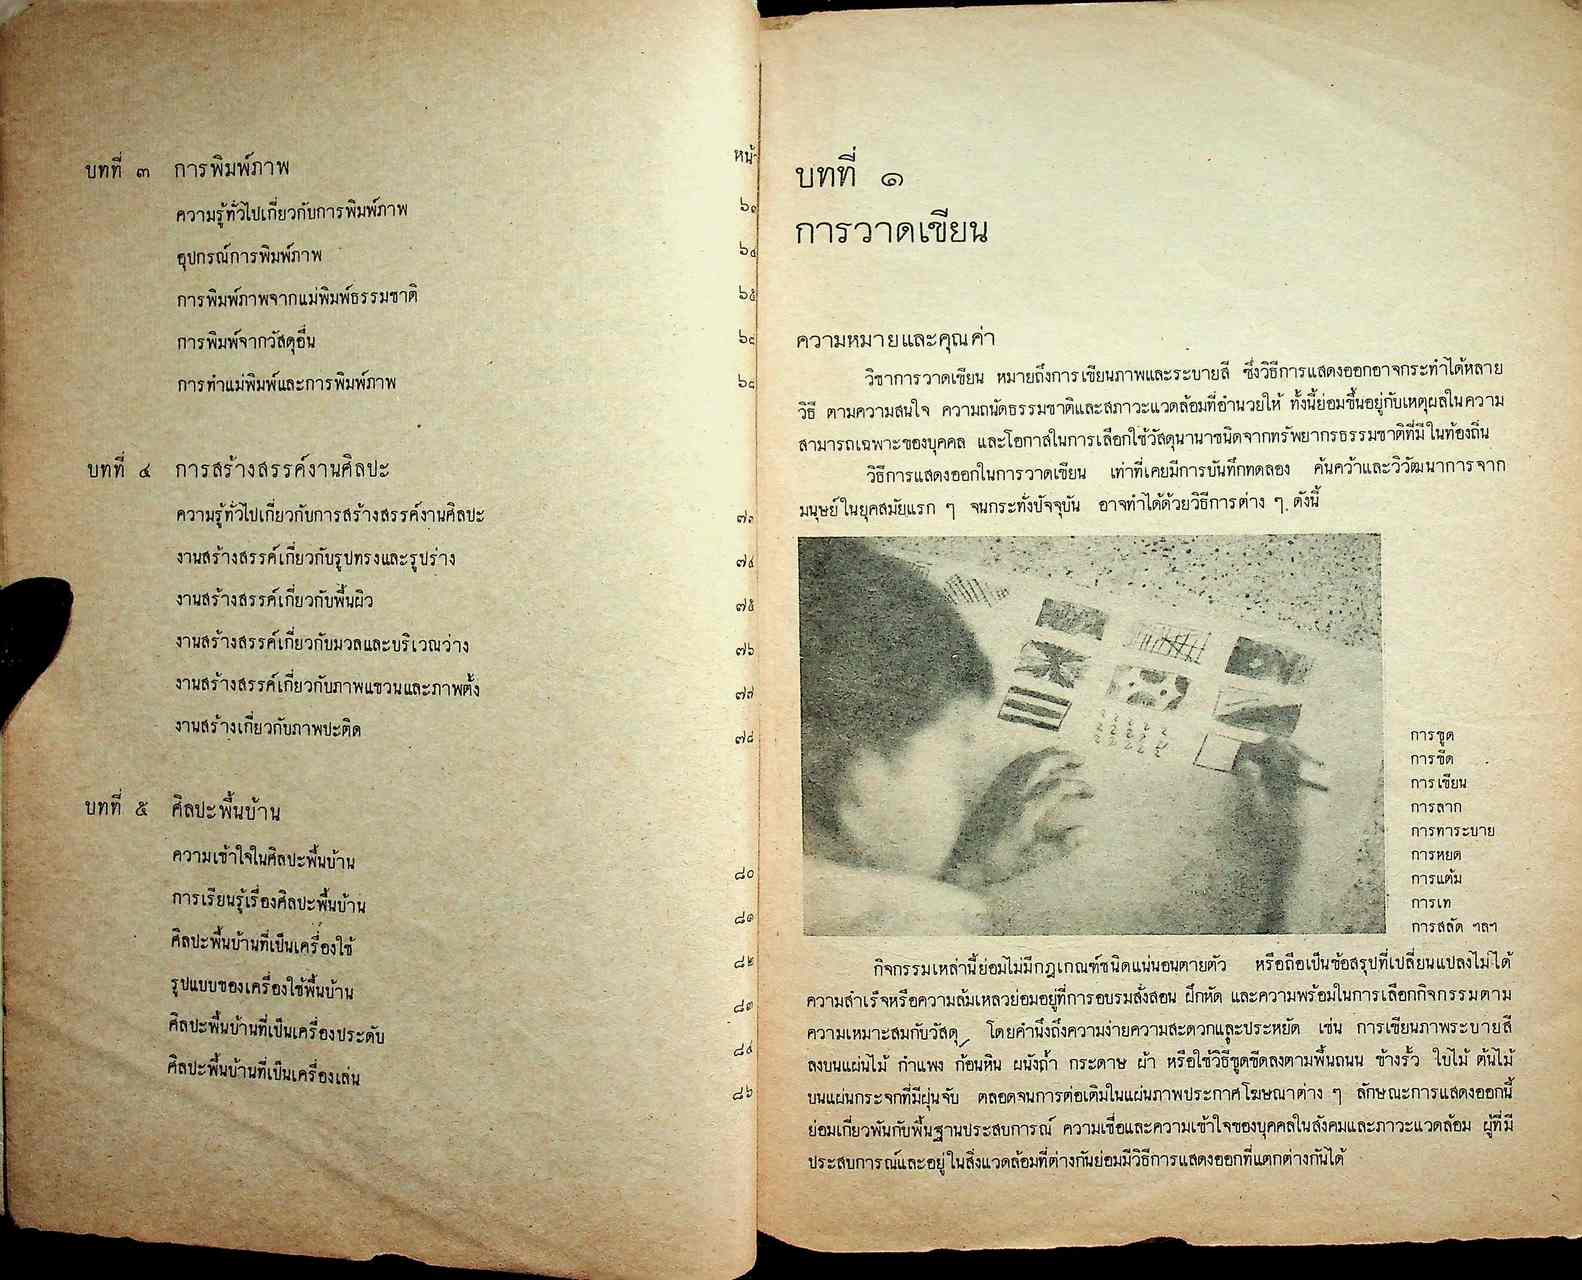 หน้า
บทที่ ๓ การพิมพ์ภาพ
ความรู้ทั่วไปเกี่ยวกับการพิมพ์ภาพ ๖๓
อุปกรณ์การพิมพ์ภาพ ๖๔
การพิมพ์ภาพจากแม่พิมพ์ธรรมชาติ ๖๕
การพิมพ์จากวัสดุอื่น
การทำแม่พิมพ์และการพิมพ์ภาพ
บทที่ ๔ การสร้างสรรค์งานศิลปะ
ความรู้ทั่วไปเกี่ยวกับการสร้างสรรค์งานศิลปะ ๗๓
งานสร้างสรรค์เกี่ยวกับรูปทรงและรูปร่าง ๗๔
งานสร้างสรรค์เกี่ยวกับพื้นผิว ๗๕
งานสร้างสรรค์เกี่ยวกับมวลและบริเวณว่าง ๗๖
งานสร้างสรรค์เกี่ยวกับภาพแขวนและภาพตั้ง ๗๗
งานสร้างเกี่ยวกับภาพปะติด ๗๘
บทที่ ๕ ศิลปะพื้นบ้าน
ความเข้าใจในศิลปะพื้นบ้าน ๘๐
การเรียนรู้เรื่องศิลปะพื้นบ้าน ๘๑
ศิลปะพื้นบ้านที่เป็นเครื่องใช้ ๘๒
รูปแบบของเครื่องใช้พื้นบ้าน ๘๓
ศิลปะพื้นบ้านที่เป็นเครื่องประดับ ๘๔
ศิลปะพื้นบ้านที่เป็นเครื่องเล่น ๘๖
บทที่ ๑
การวาดเขียน
ความหมายและคุณค่า
วิชาการวาดเขียน หมายถึงการเขียนภาพและระบายสี ซึ่งวิธีการแสดงออกอาจกระทำได้หลาย
วิธี ตามความสนใจ ความถนัดธรรมชาติและสภาวะแวดล้อมที่อำนวยให้ ทั้งนี้ย่อมขึ้นอยู่กับเหตุผลในความ
สามารถเฉพาะของบุคคล และโอกาสในการเลือกใช้วัสดุนานาชนิดจากทรัพยากรธรรมชาติที่มีในท้องถิ่น
วิธีการแสดงออกในการวาดเขียน เท่าที่เคยมีการบันทึกทดลอง ค้นคว้าและวิวัฒนาการจาก
มนุษย์ในยุคสมัยแรก ๆ จนกระทั่งปัจจุบัน อาจทำได้ด้วยวิธีการต่าง ๆ ดังนี้
การขูด
การขีด
การเขียน
การลาก
การทาระบาย
การหยด
การแต้ม
การเท
การสลัด ฯลฯ
กิจกรรมเหล่านี้ย่อมไม่มีกฎเกณฑ์ชนิดแน่นอนตายตัว หรือถือเป็นข้อสรุปที่เปลี่ยนแปลงไม่ได้
ความสำเร็จหรือความล้มเหลวย่อมอยู่ที่การอบรมสั่งสอน ฝึกหัด และความพร้อมในการเลือกกิจกรรมตาม
ความเหมาะสมกับวัสดุ โดยคำนึงถึงความง่ายความสะดวกและประหยัด เช่น การเขียนภาพระบายสี
ลงบนแผ่นไม้ กำแพง ก้อนหิน ผนังถ้ำ กระดาษ ผ้า หรือใช้วิธีขูดขีดลงตามพื้นถนน ข้างรั้ว ใบไม้ ต้นไม้
บนแผ่นกระจกที่มีฝุ่นจับ ตลอดจนการต่อเติมในแผ่นภาพประกาศโฆษณาต่าง ๆ ลักษณะการแสดงออกนี้
ย่อมเกี่ยวพันกับพื้นฐานประสบการณ์ ความเชื่อและความเข้าใจของบุคคลในสังคมและภาวะแวดล้อม ผู้ที่มี
ประสบการณ์และอยู่ในสิ่งแวดล้อมที่ต่างกันย่อมมีวิธีการแสดงออกที่แตกต่างกันได้